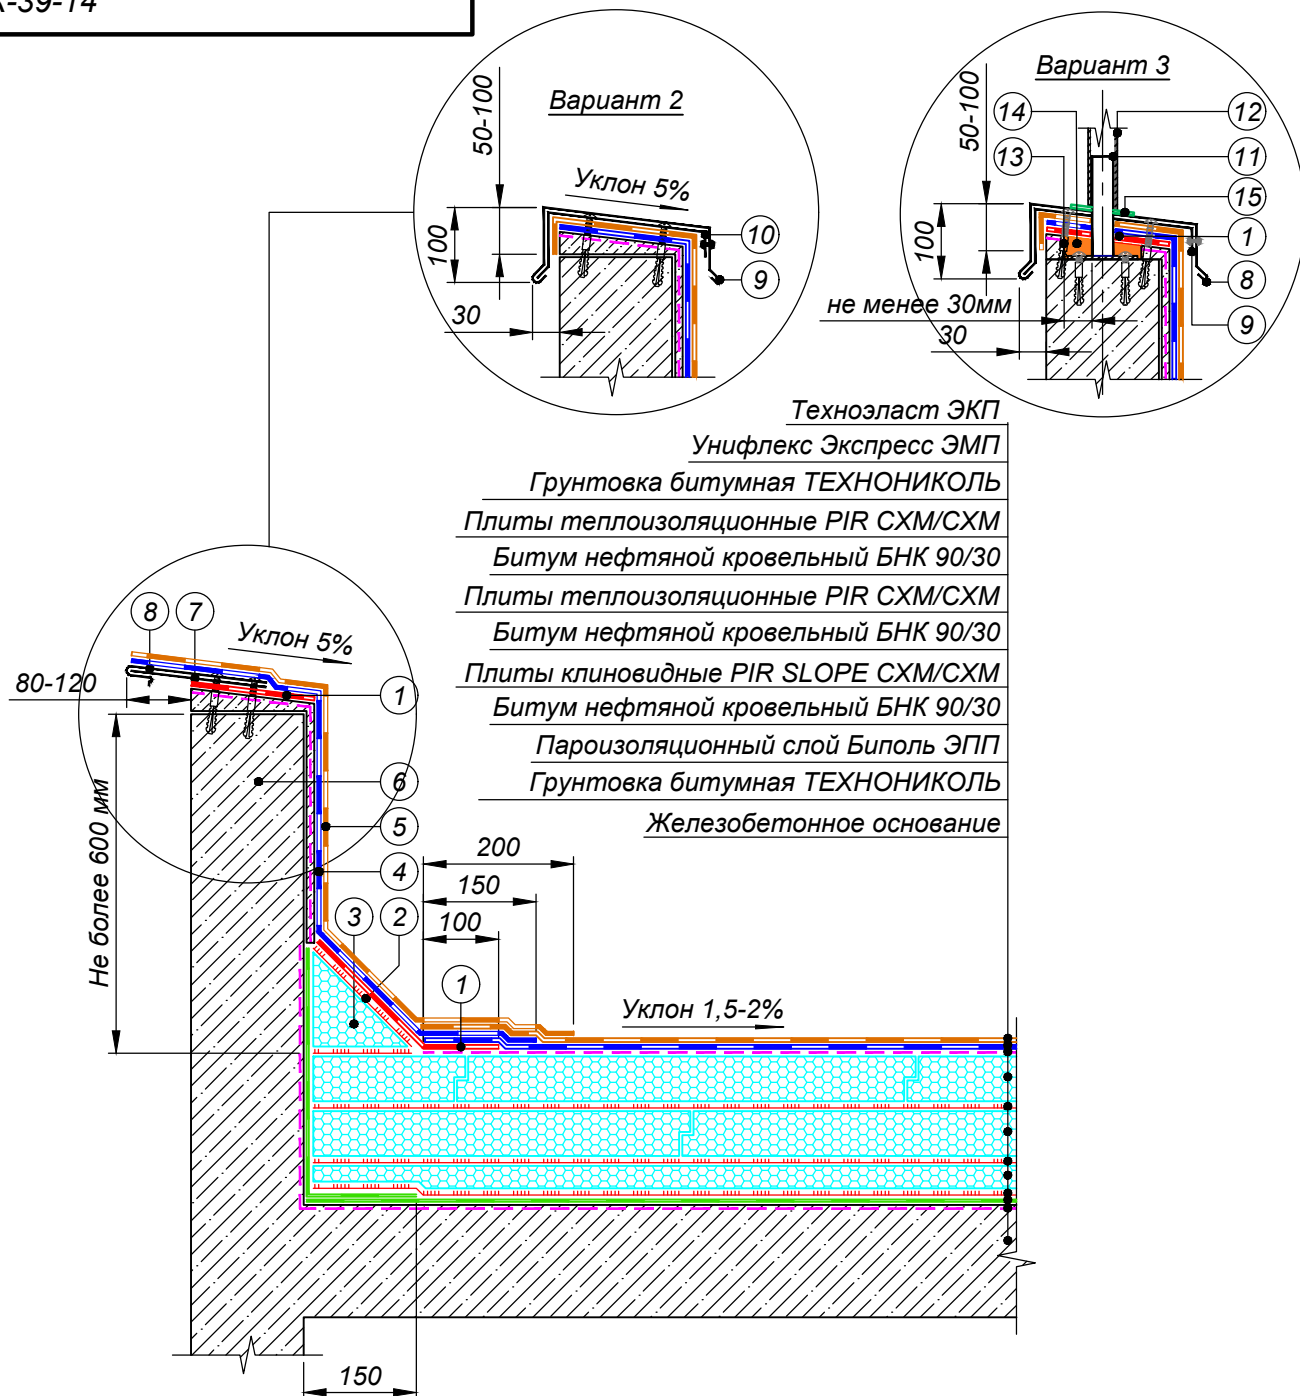 -39-14
Вариант 2
50-100
Уклон 5%
100
30
10
9
Вариант 3
50-100
14
13
12
11
15
1
8
9
100
не менее 30мм
30
Техноэласт ЭКП
Унифлекс Экспресс ЭМП
Грунтовка битумная ТЕХНОНИКОЛЬ
Плиты теплоизоляционные PIR СХМ/СХМ
Битум нефтяной кровельный БНК 90/30
Плиты теплоизоляционные PIR СХМ/СХМ
Битум нефтяной кровельный БНК 90/30
Плиты клиновидные PIR SLOPE СХМ/СХМ
Битум нефтяной кровельный БНК 90/30
Пароизоляционный слой Биполь ЭПП
Грунтовка битумная ТЕХНОНИКОЛЬ
Железобетонное основание
8
7
Уклон 5%
80-120
1
6
5
4
3
2
1
Не более 600 мм
200
150
100
Уклон 1,5-2%
150